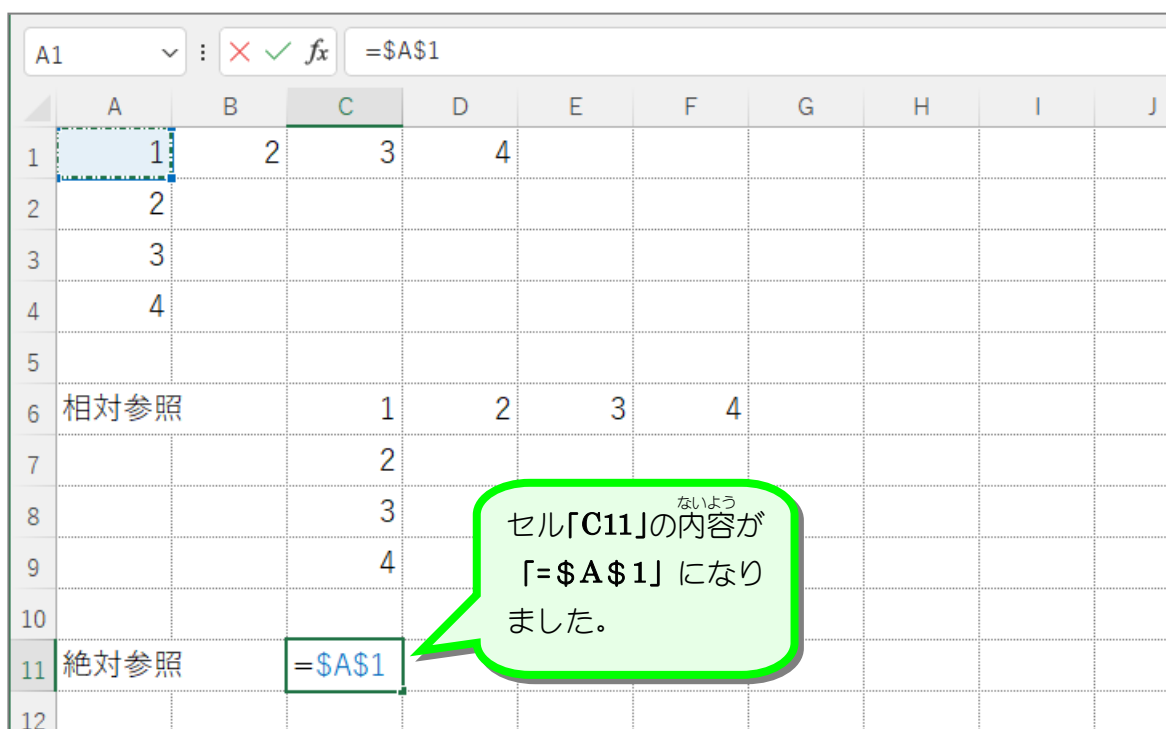 A1 fx =$A$1
A B C D E F G H I J
1 1 2 3 4
2 2
3 3
4 4
5
6 相対参照 1 2 3 4
7 2
8 3
9 4
10
11 絶対参照 =$A$1
12
ないよう
セル「C11」の内容が
「=$A$1」になり
ました。